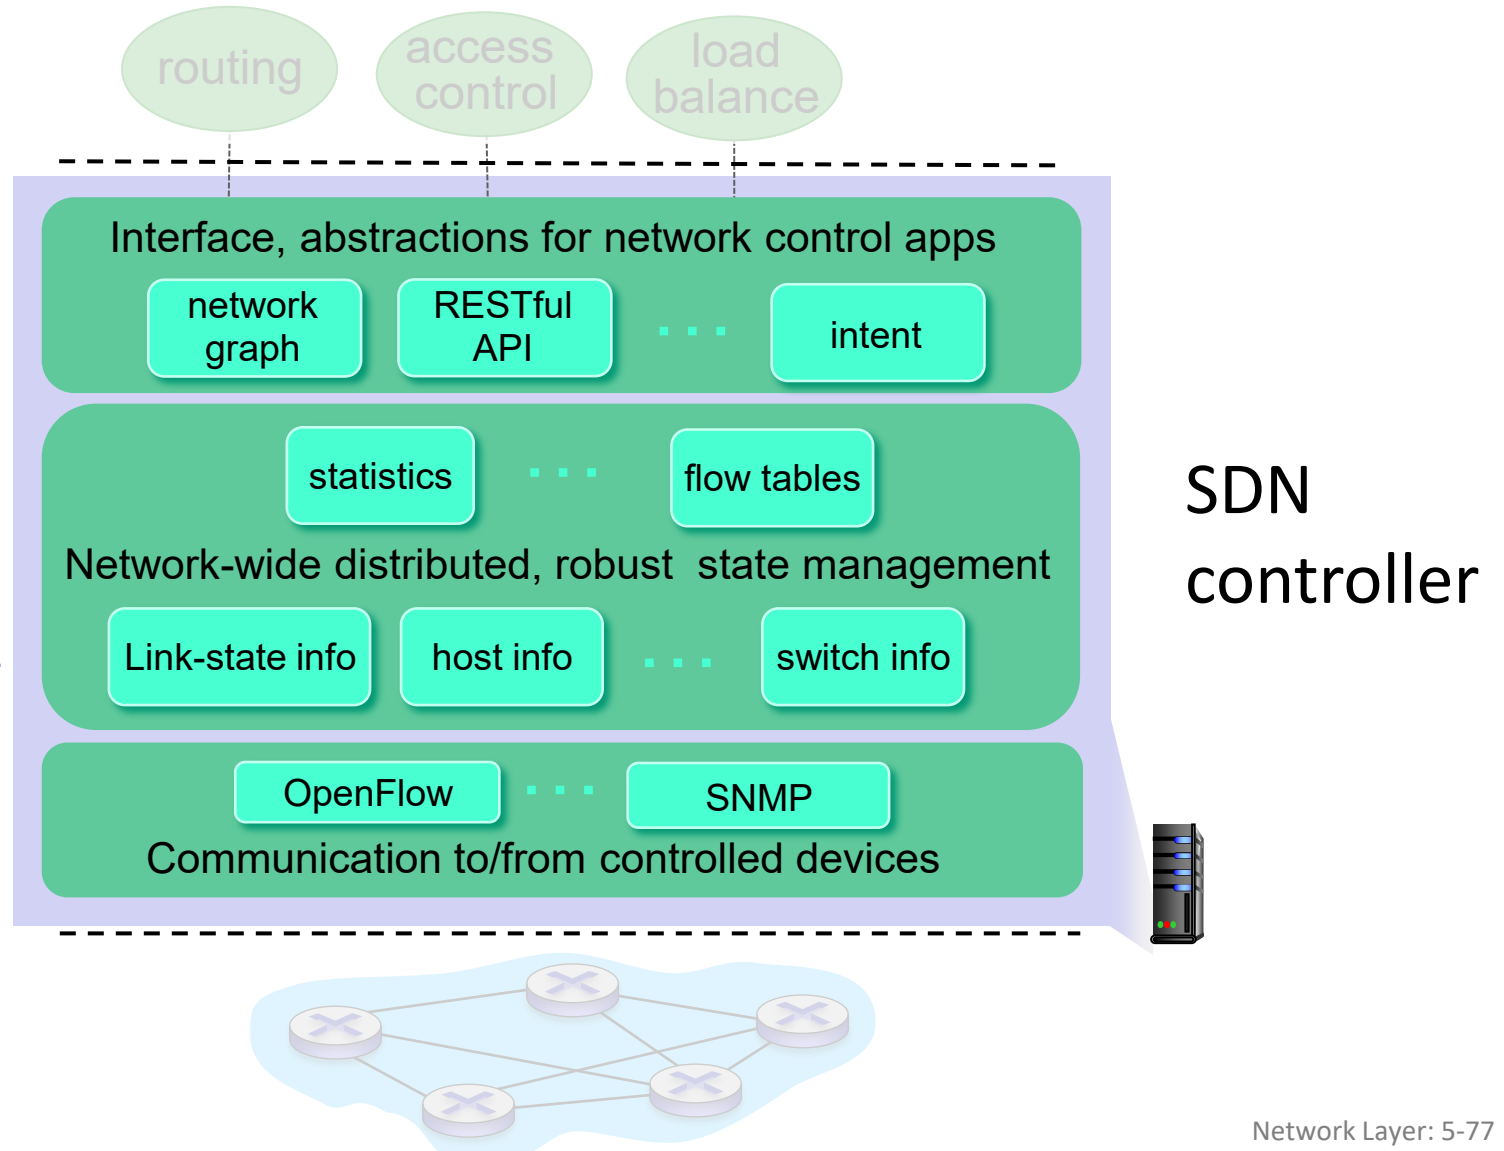 routing
access
control
load
balance
Interface, abstractions for network control apps
network
graph
RESTful
API
. . .
intent
statistics
. . .
flow tables
Network-wide distributed, robust  state management
Link-state info
host info
. . .
switch info
OpenFlow
. . .
SNMP
Communication to/from controlled devices
SDN
controller
Network Layer: 5-77